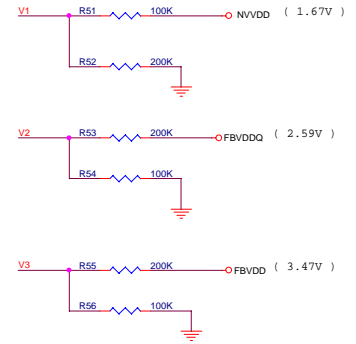 V1 R51 100K NVVDD ( 1.67V )
R52 200K
V2 R53 200K FBVDDQ ( 2.59V )
R54 100K
V3 R55 200K FBVDD ( 3.47V )
R56 100K